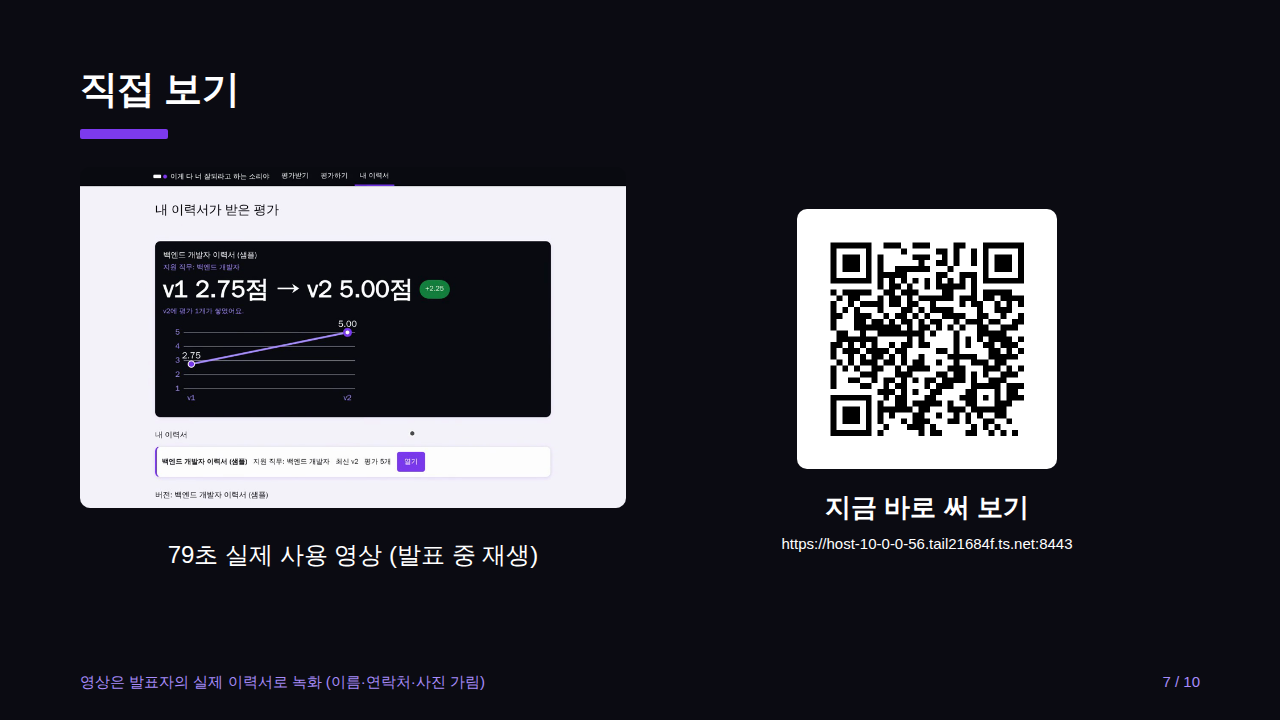 직접 보기
이게 다 너 잘되라고 하는 소리야 평가받기 평가하기 내 이력서
내 이력서가 받은 평가
백엔드 개발자 이력서 (샘플)
지원 직무: 백엔드 개발자
v1 2.75점 → v2 5.00점 +2.25
v2에 평가 1개가 쌓였어요.
5.00
5
4
2.75
3
2
1
v1 v2
내 이력서
백엔드 개발자 이력서 (샘플) 지원 직무: 백엔드 개발자 최신 v2 평가 5개 열기
버전: 백엔드 개발자 이력서 (샘플)
79초 실제 사용 영상 (발표 중 재생)
지금 바로 써 보기
https://host-10-0-0-56.tail21684f.ts.net:8443
영상은 발표자의 실제 이력서로 녹화 (이름·연락처·사진 가림)
7 / 10